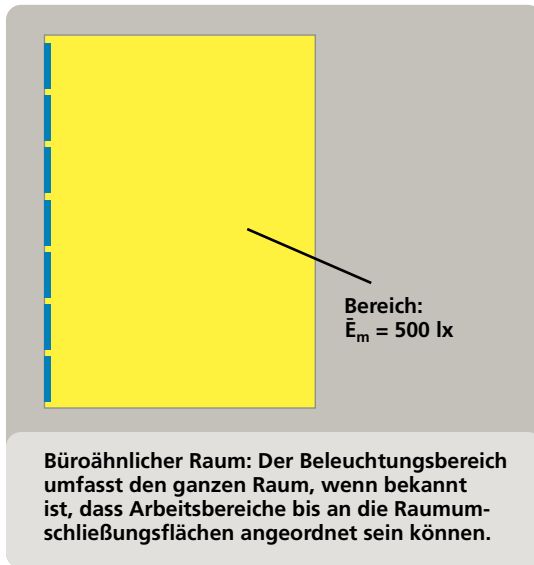 Bereich:
Ēm = 500 lx
Büroähnlicher Raum: Der Beleuchtungsbereich
umfasst den ganzen Raum, wenn bekannt
ist, dass Arbeitsbereiche bis an die Raumum-
schließungsflächen angeordnet sein können.